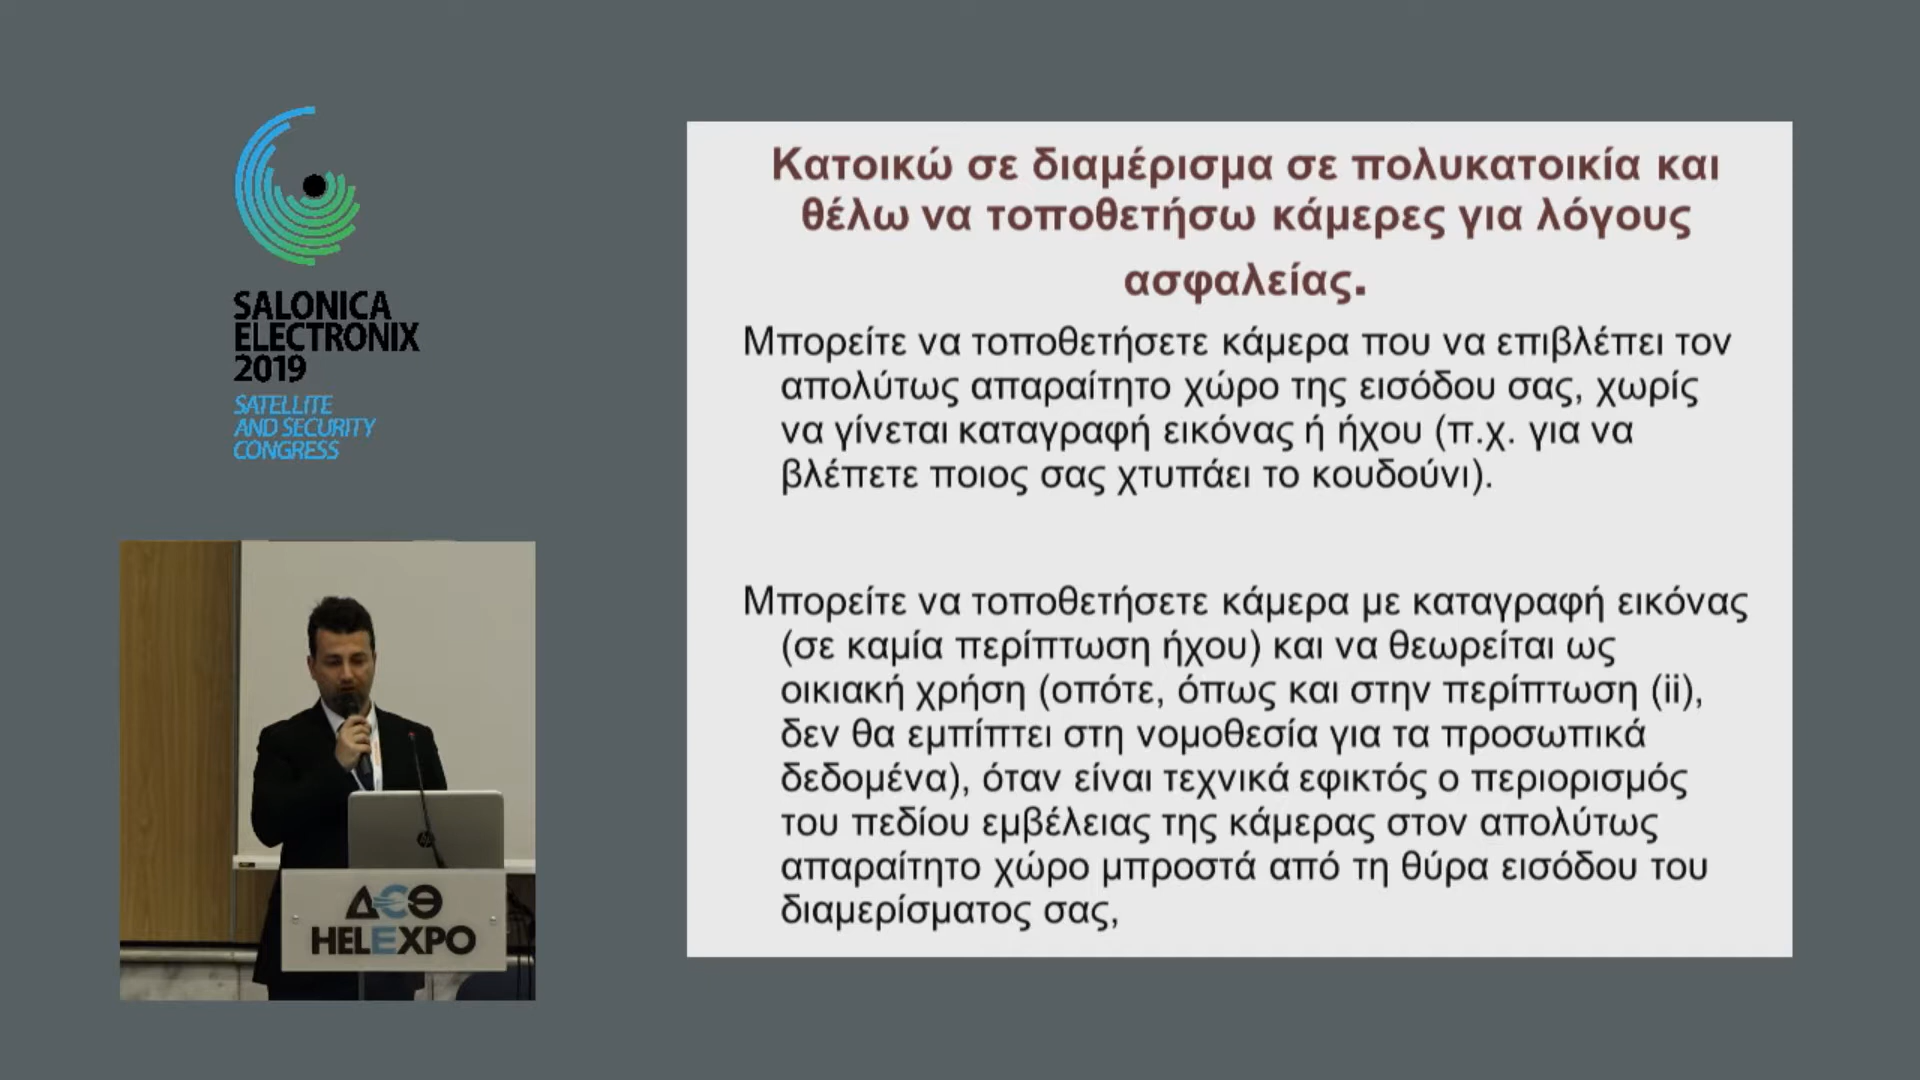 SALONICA
ELECTRONIX
2019
SATELLITE
AND SECURITY
CONGRESS
Κατοικώ σε διαμέρισμα σε πολυκατοικία και
θέλω να τοποθετήσω κάμερες για λόγους
ασφαλείας.
Μπορείτε να τοποθετήσετε κάμερα που να επιβλέπει τον
απολύτως απαραίτητο χώρο της εισόδου σας, χωρίς
να γίνεται καταγραφή εικόνας ή ήχου (π.χ. για να
βλέπετε ποιος σας χτυπάει το κουδούνι).
Μπορείτε να τοποθετήσετε κάμερα με καταγραφή εικόνας
(σε καμία περίπτωση ήχου) και να θεωρείται ως
οικιακή χρήση (οπότε, όπως και στην περίπτωση (ii),
δεν θα εμπίπτει στη νομοθεσία για τα προσωπικά
δεδομένα), όταν είναι τεχνικά εφικτός ο περιορισμός
του πεδίου εμβέλειας της κάμερας στον απολύτως
απαραίτητο χώρο μπροστά από τη θύρα εισόδου του
διαμερίσματος σας,
ΔΕΘ
HELEXPO
hp